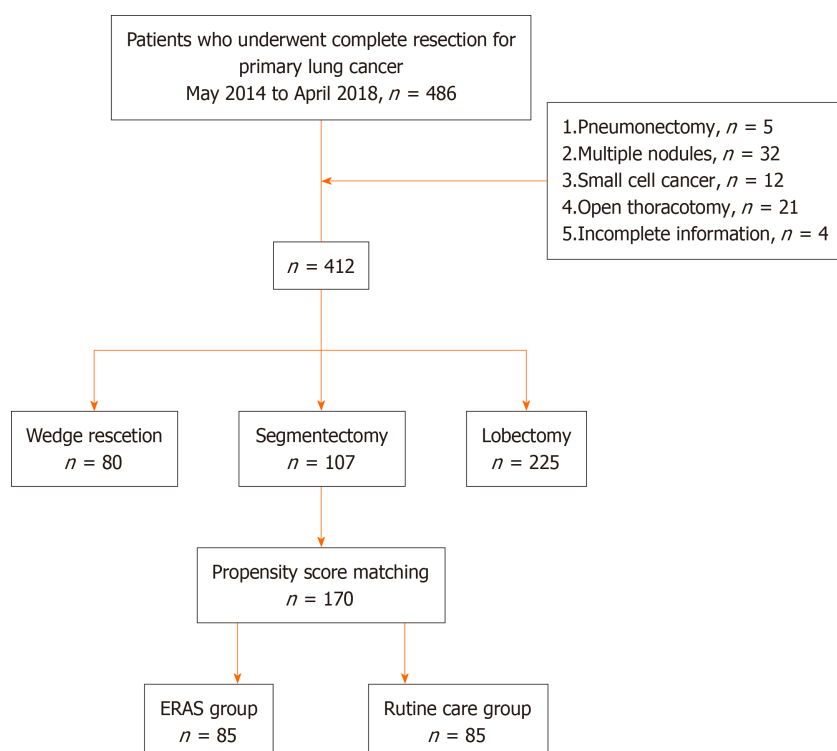 Patients who underwent complete resection for
primary lung cancer
May 2014 to April 2018, n = 486
1.Pneumonectomy, n = 5
2.Multiple nodules, n = 32
3.Small cell cancer, n = 12
4.Open thoracotomy, n = 21
5.Incomplete information, n = 4
n = 412
Wedge rescetion
n = 80
Segmentectomy
n = 107
Lobectomy
n = 225
Propensity score matching
n = 170
ERAS group
n = 85
Rutine care group
n = 85